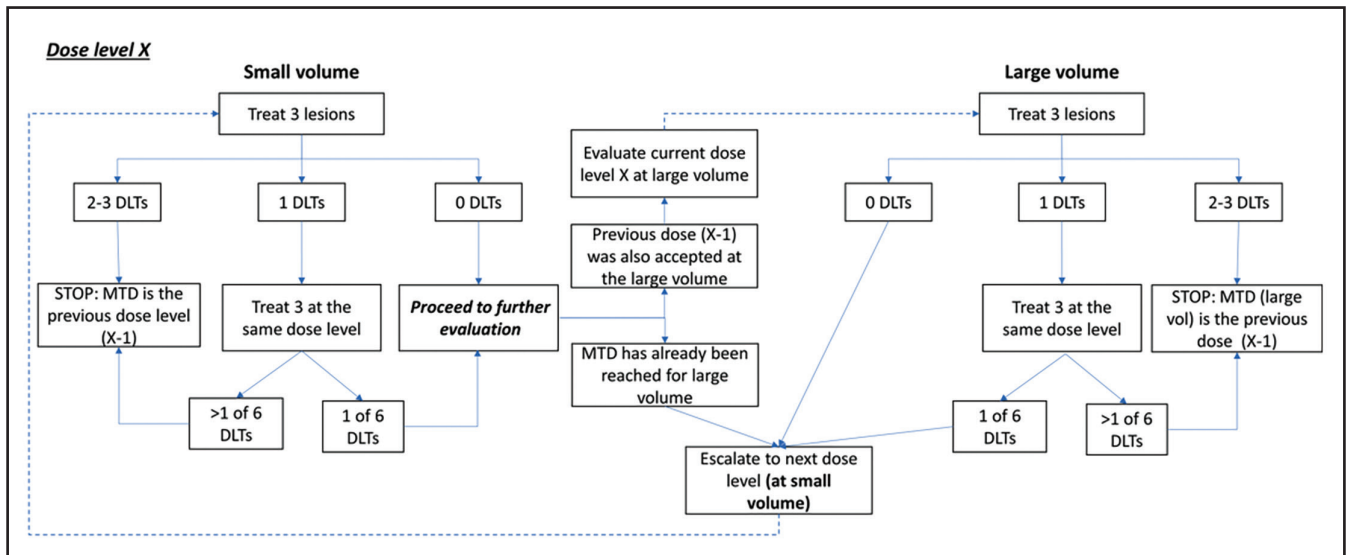 Dose level X
Small volume
Treat 3 lesions
2-3 DLTs
1 DLTs
0 DLTs
STOP: MTD is the
previous dose level
(X-1)
Treat 3 at the
same dose level
Proceed to further
evaluation
>1 of 6
DLTs
1 of 6
DLTs
Evaluate current dose
level X at large volume
Previous dose (X-1)
was also accepted at
the large volume
MTD has already been
reached for large
volume
Escalate to next dose
level (at small
volume)
Large volume
Treat 3 lesions
0 DLTs
1 DLTs
2-3 DLTs
Treat 3 at the
same dose level
STOP: MTD (large
vol) is the previous
dose (X-1)
1 of 6
DLTs
>1 of 6
DLTs